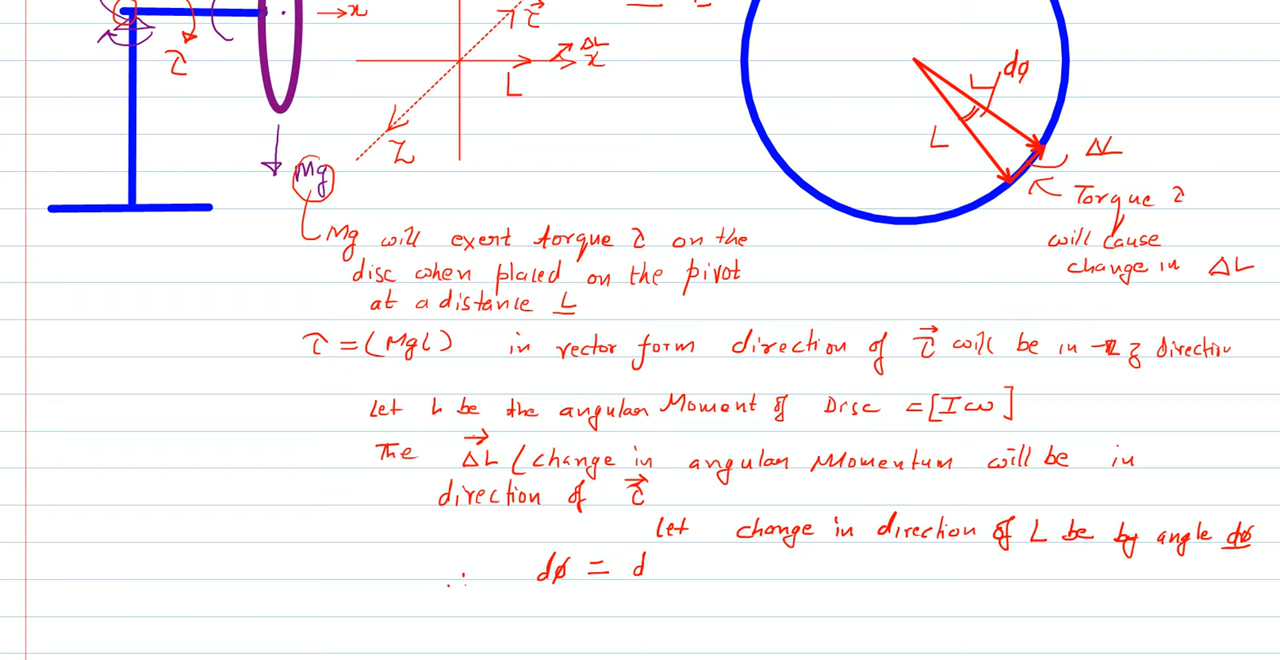 →x
τ
τ
ΔL
x
L
Z
Mg
dφ
L
L
ΔL
Torque τ
will cause
change in ΔL
Mg will exert torque τ on the
disc when placed on the pivot
at a distance L
τ = (MgL) in vector form direction of τ⃗ will be in -z direction
Let L be the angular Moment of Disc = [Iω]
The ΔL⃗ (change in angular Momentum will be in
direction of τ⃗
Let change in direction of L be by angle dφ
∴ dφ = d